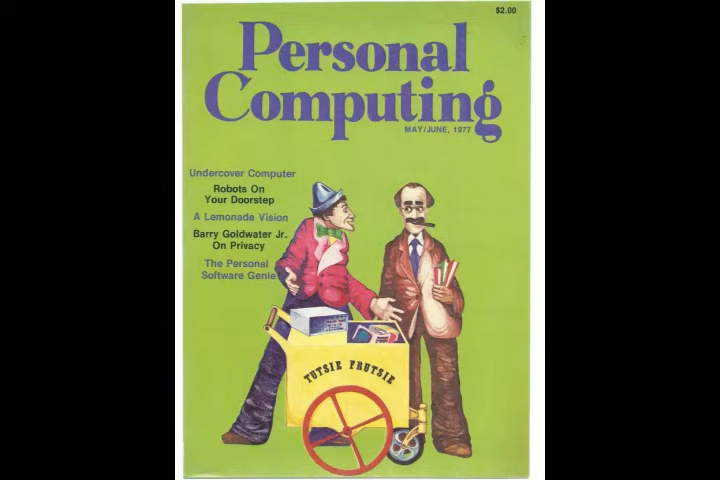 $2.00
Personal
Computing
MAY/JUNE, 1977
Undercover Computer
Robots On
Your Doorstep
A Lemonade Vision
Barry Goldwater Jr.
On Privacy
The Personal
Software Genie
TUTSIE FRUTSIE